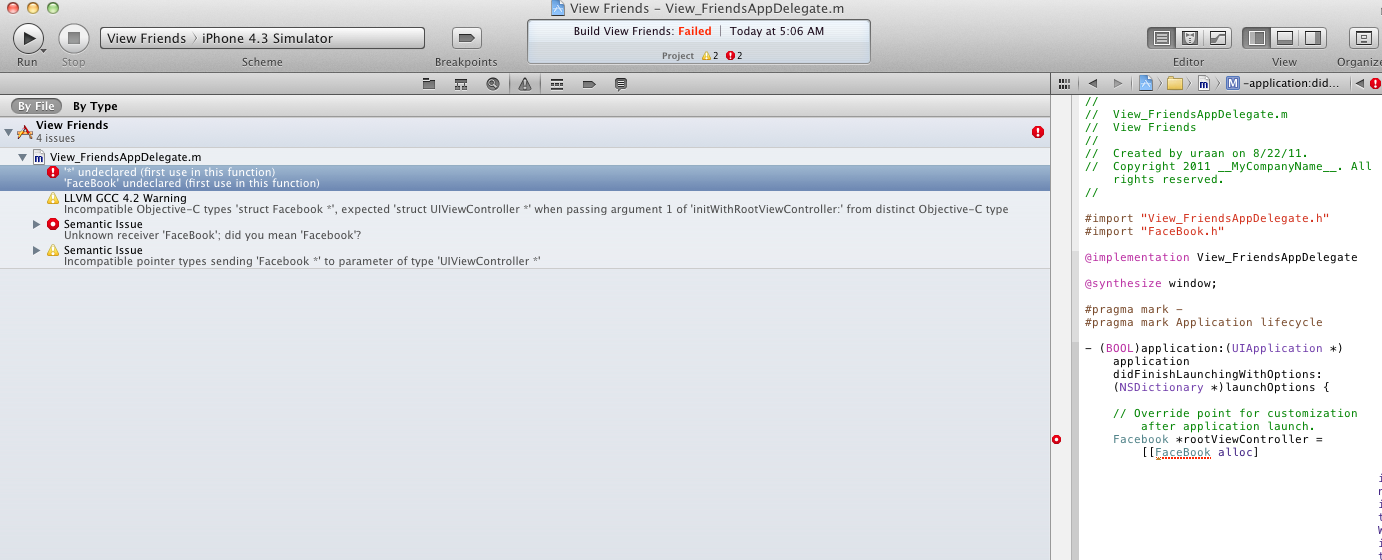 View Friends – View_FriendsAppDelegate.m
View Friends iPhone 4.3 Simulator
Build View Friends: Failed | Today at 5:06 AM
Project 2 2
Run Stop Scheme Breakpoints Editor View Organize
-application:did...
By File By Type
View Friends
4 issues
View_FriendsAppDelegate.m
'*' undeclared (first use in this function)
'FaceBook' undeclared (first use in this function)
LLVM GCC 4.2 Warning
Incompatible Objective-C types 'struct Facebook *', expected 'struct UIViewController *' when passing argument 1 of 'initWithRootViewController:' from distinct Objective-C type
Semantic Issue
Unknown receiver 'FaceBook'; did you mean 'Facebook'?
Semantic Issue
Incompatible pointer types sending 'Facebook *' to parameter of type 'UIViewController *'
//
// View_FriendsAppDelegate.m
// View Friends
//
// Created by uraan on 8/22/11.
// Copyright 2011 __MyCompanyName__. All
rights reserved.
//
#import "View_FriendsAppDelegate.h"
#import "FaceBook.h"
@implementation View_FriendsAppDelegate
@synthesize window;
#pragma mark -
#pragma mark Application lifecycle
- (BOOL)application:(UIApplication *)
application
didFinishLaunchingWithOptions:
(NSDictionary *)launchOptions {
// Override point for customization
after application launch.
Facebook *rootViewController =
[[FaceBook alloc]